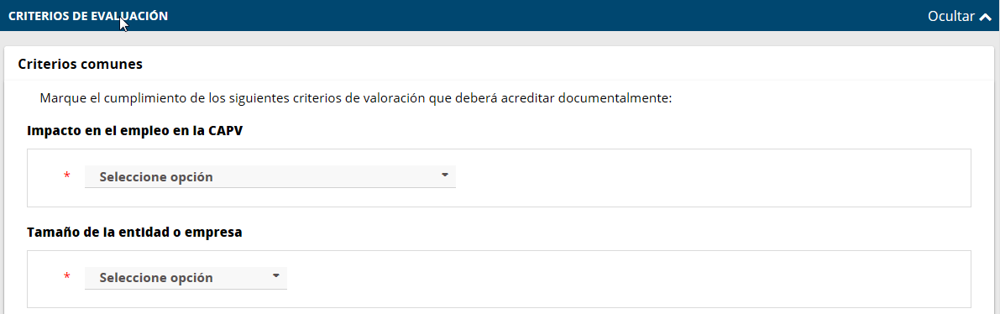 CRITERIOS DE EVALUACIÓN Ocultar
Criterios comunes
Marque el cumplimiento de los siguientes criterios de valoración que deberá acreditar documentalmente:
Impacto en el empleo en la CAPV
* Seleccione opción
Tamaño de la entidad o empresa
* Seleccione opción